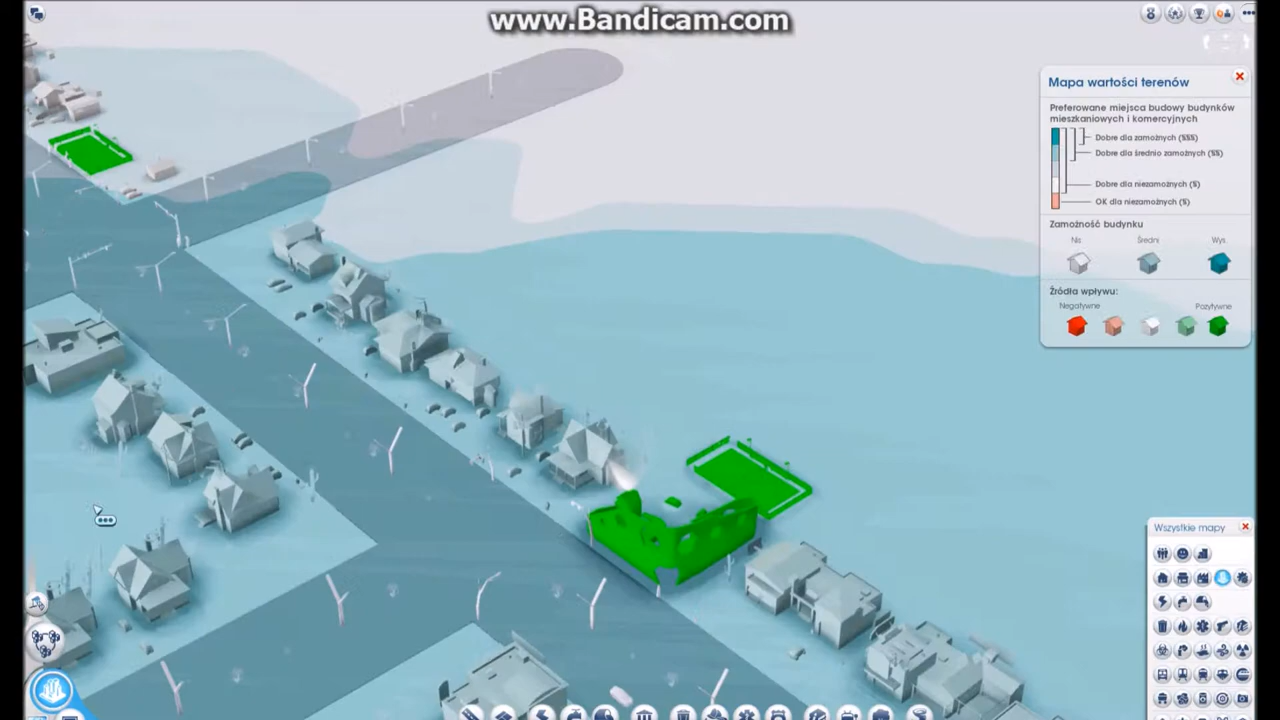 www.Bandicam.com
Mapa wartości terenów
Preferowane miejsca budowy budynków
mieszkaniowych i komercyjnych
Dobre dla zamożnych (§§§)
Dobre dla średnio zamożnych (§§)
Dobre dla niezamożnych (§)
OK dla niezamożnych (§)
Zamożność budynku
Nis. Średni Wys.
Źródła wpływu:
Negatywne Pozytywne
Wszystkie mapy